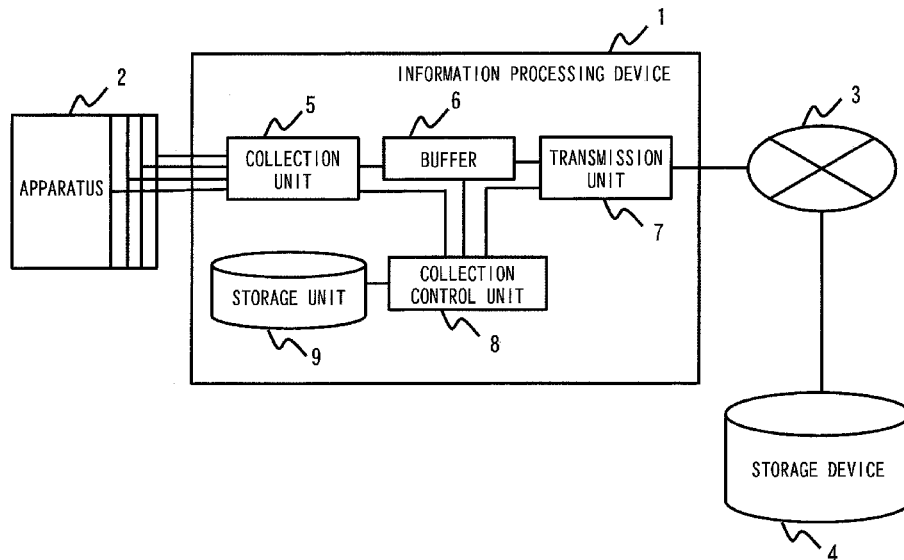 1
INFORMATION PROCESSING DEVICE
2
5
6
3
APPARATUS
COLLECTION
UNIT
BUFFER
TRANSMISSION
UNIT
7
STORAGE UNIT
COLLECTION
CONTROL UNIT
9
8
STORAGE DEVICE
4